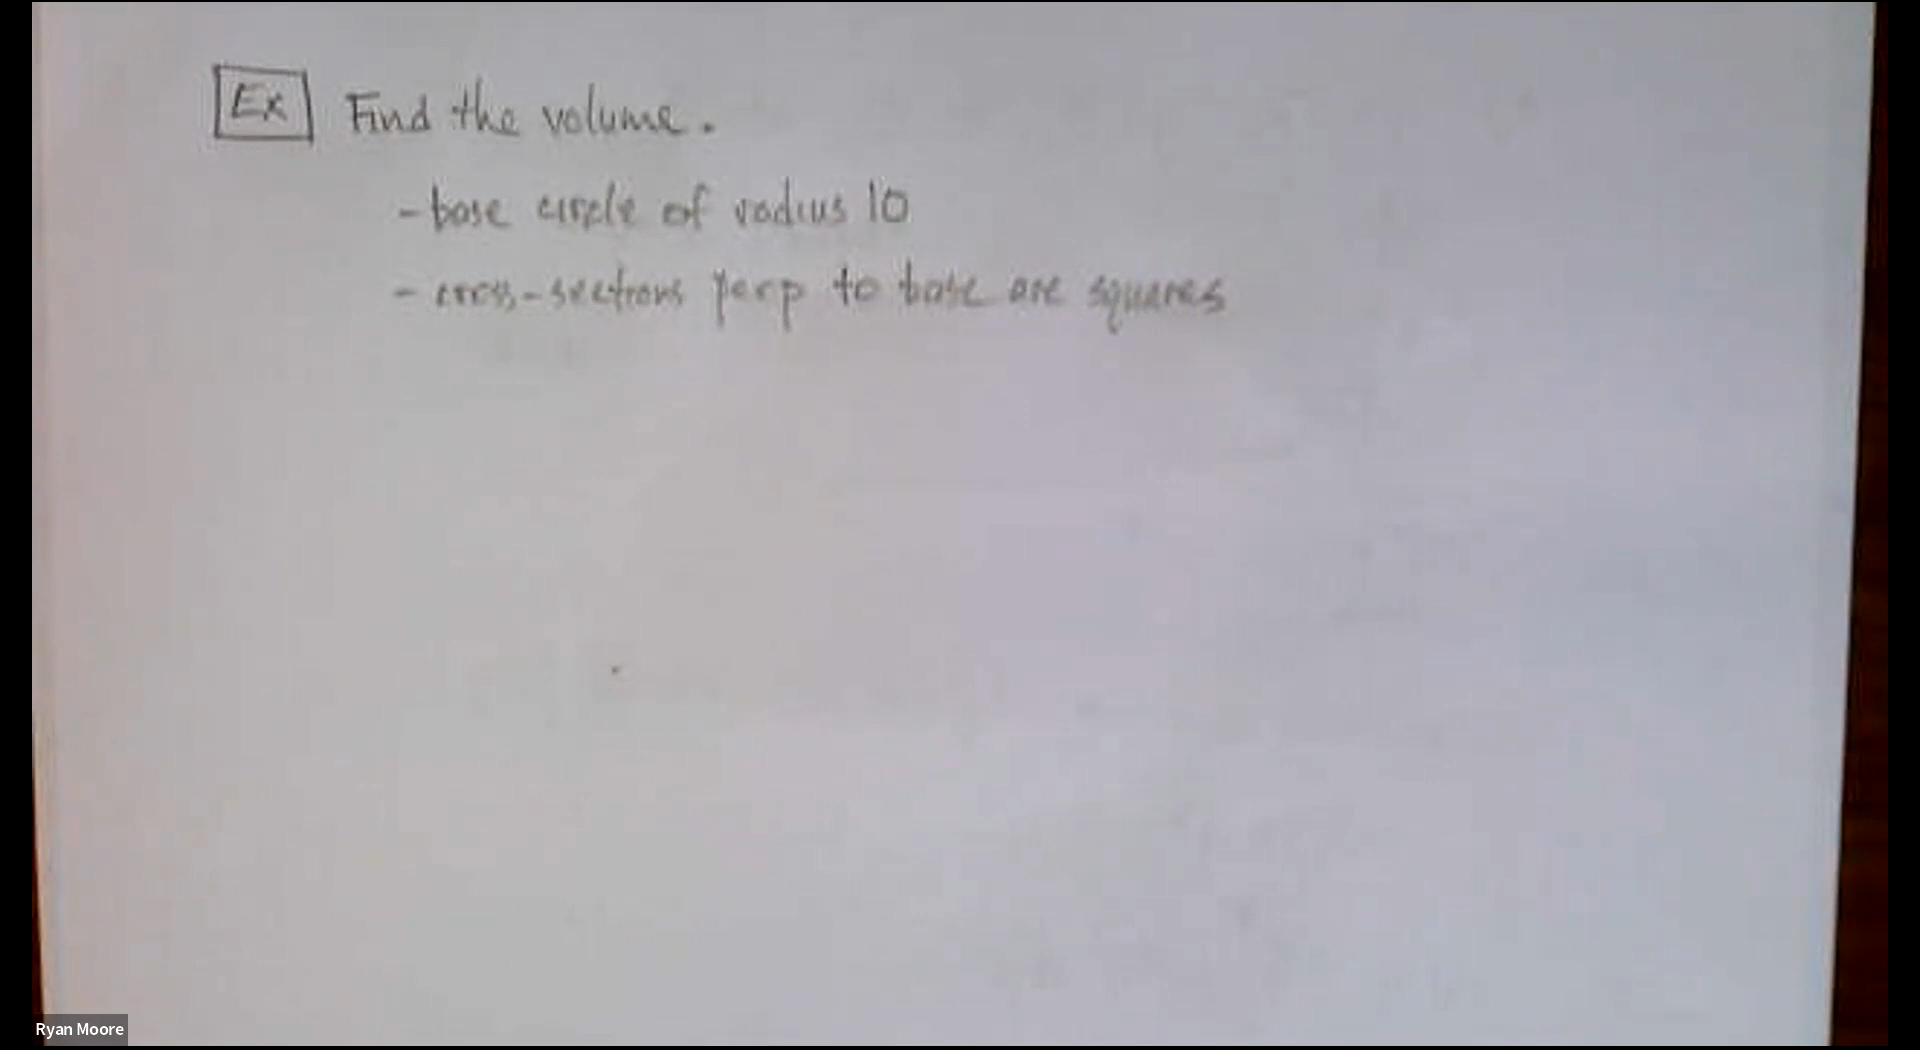 Ex Find the volume.
- base circle of radius 10
- cross-sections perp to base are squares
Ryan Moore